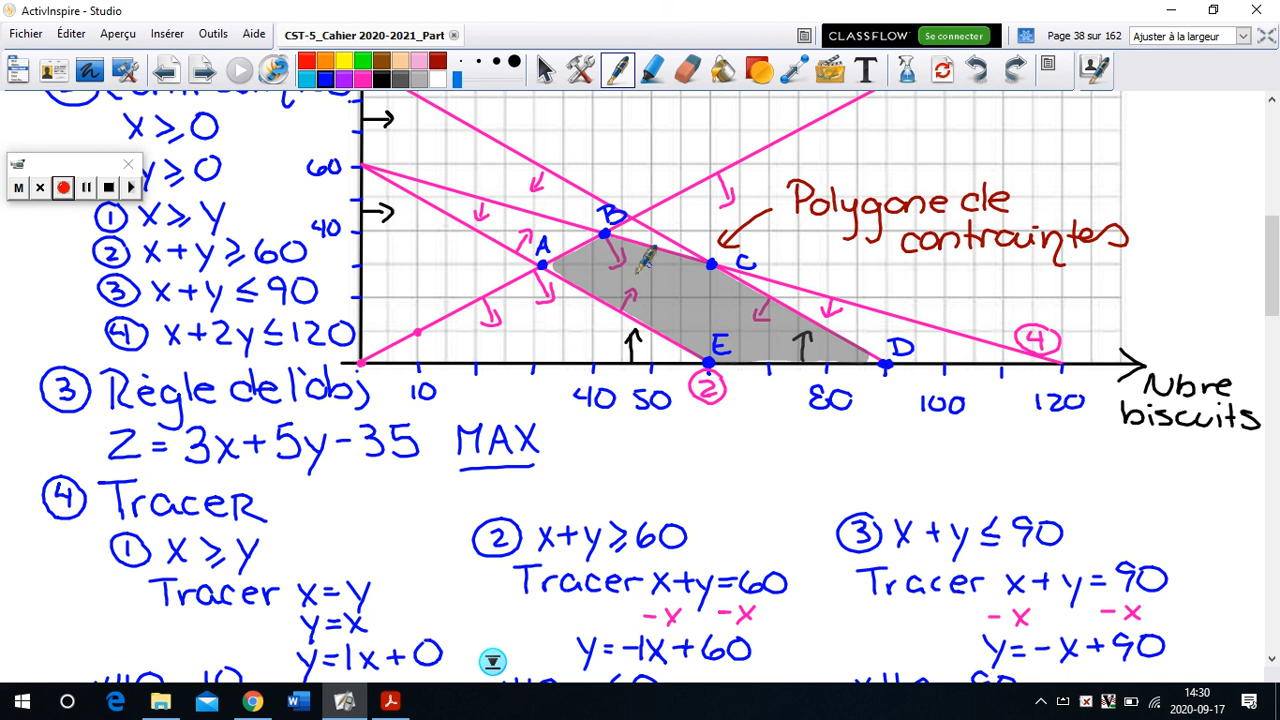 ActivInspire - Studio
Fichier Éditer Aperçu Insérer Outils Aide
CST-5_Cahier 2020-2021_Part
CLASSFLOW Se connecter
Page 38 sur 162
Ajuster à la largeur
x ≥ 0
y ≥ 0
① x ≥ y
② x+y ≥ 60
③ x+y ≤ 90
④ x+2y ≤ 120
M
60
40
A
B
C
E
D
④
②
10 40 50 80 100 120
Polygone de
contraintes
Nbre
biscuits
③ Règle de l'obj
Z = 3x+5y-35 MAX
④ Tracer
① x ≥ y
Tracer x=y
y=x
y=1x+0
② x+y ≥ 60
Tracer x+y=60
-x -x
y=-1x+60
③ x+y ≤ 90
Tracer x+y=90
-x -x
y=-x+90
14:30
2020-09-17